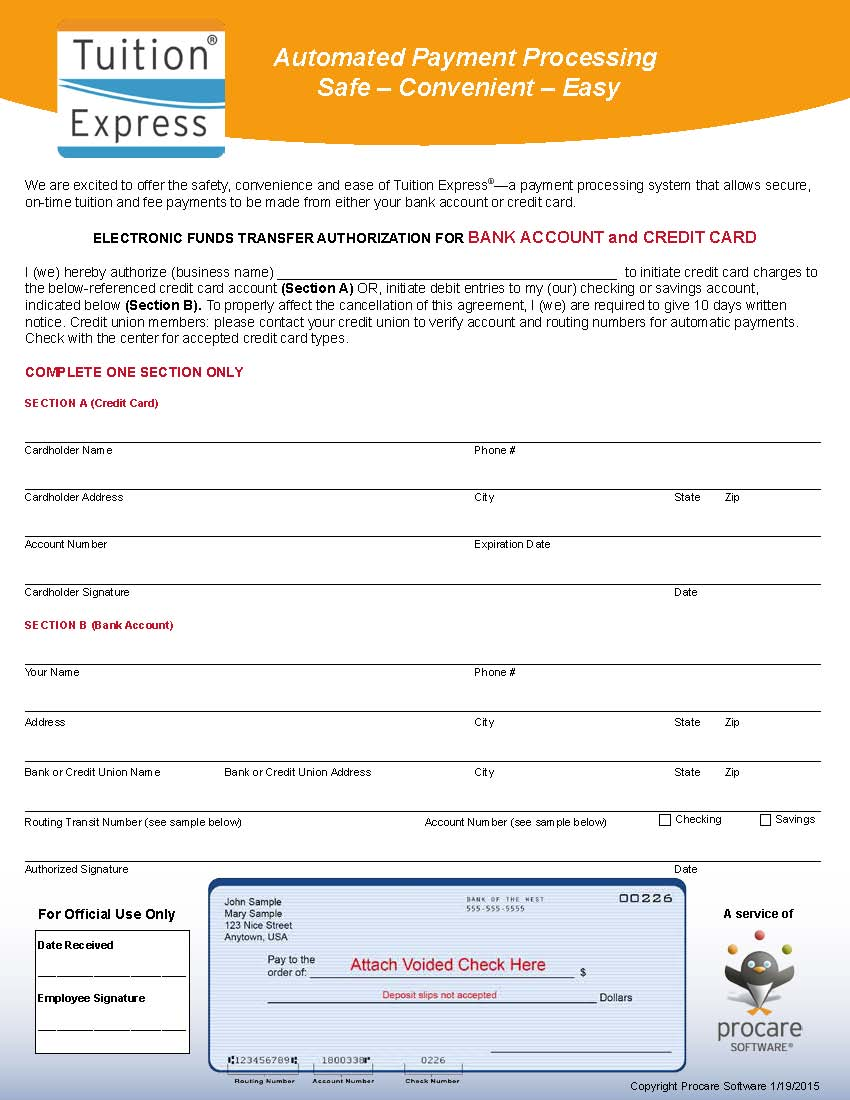 Tuition®
Express
Automated Payment Processing
Safe – Convenient – Easy
We are excited to offer the safety, convenience and ease of Tuition Express®—a payment processing system that allows secure,
on-time tuition and fee payments to be made from either your bank account or credit card.
ELECTRONIC FUNDS TRANSFER AUTHORIZATION FOR BANK ACCOUNT and CREDIT CARD
I (we) hereby authorize (business name) ____________________________________________ to initiate credit card charges to
the below-referenced credit card account (Section A) OR, initiate debit entries to my (our) checking or savings account,
indicated below (Section B). To properly affect the cancellation of this agreement, I (we) are required to give 10 days written
notice. Credit union members: please contact your credit union to verify account and routing numbers for automatic payments.
Check with the center for accepted credit card types.
COMPLETE ONE SECTION ONLY
SECTION A (Credit Card)
Cardholder Name Phone #
Cardholder Address City State Zip
Account Number Expiration Date
Cardholder Signature Date
SECTION B (Bank Account)
Your Name Phone #
Address City State Zip
Bank or Credit Union Name Bank or Credit Union Address City State Zip
Routing Transit Number (see sample below) Account Number (see sample below) Checking Savings
Authorized Signature Date
For Official Use Only
Date Received
Employee Signature
John Sample
Mary Sample
123 Nice Street
Anytown, USA
BANK OF THE WEST
555-555-5555
00226
Pay to the
order of: Attach Voided Check Here $
Deposit slips not accepted Dollars
⑆123456789⑆ 1800338⑈ 0226
Routing Number Account Number Check Number
A service of
procare
SOFTWARE®
Copyright Procare Software 1/19/2015